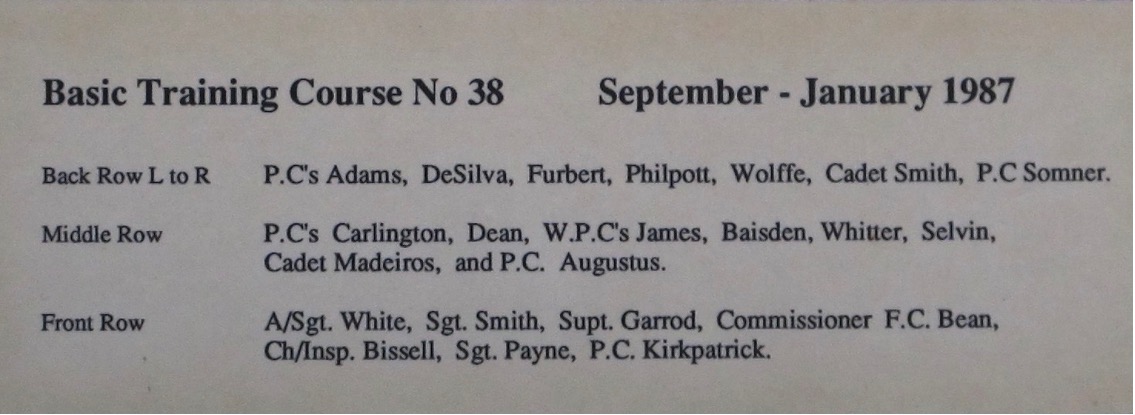 Basic Training Course No 38 September - January 1987
Back Row L to R P.C's Adams, DeSilva, Furbert, Philpott, Wolffe, Cadet Smith, P.C Somner.
Middle Row P.C's Carlington, Dean, W.P.C's James, Baisden, Whitter, Selvin,
Cadet Madeiros, and P.C. Augustus.
Front Row A/Sgt. White, Sgt. Smith, Supt. Garrod, Commissioner F.C. Bean,
Ch/Insp. Bissell, Sgt. Payne, P.C. Kirkpatrick.